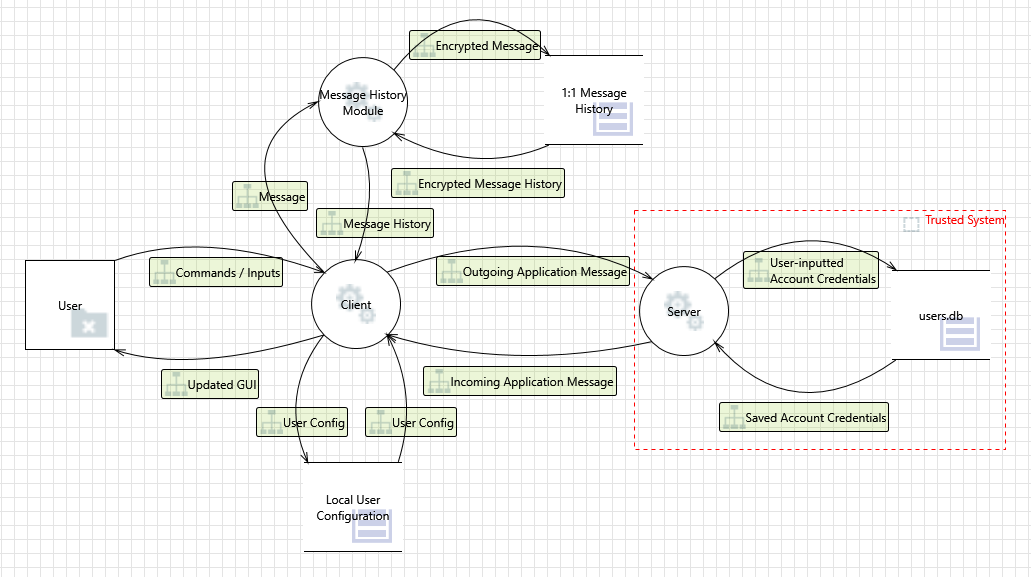 Encrypted Message
Message History
Module
1:1 Message
History
Encrypted Message History
Message
Message History
Trusted System
Commands / Inputs
Outgoing Application Message
User-inputted
Account Credentials
User
Client
Server
users.db
Updated GUI
Incoming Application Message
User Config
User Config
Saved Account Credentials
Local User
Configuration